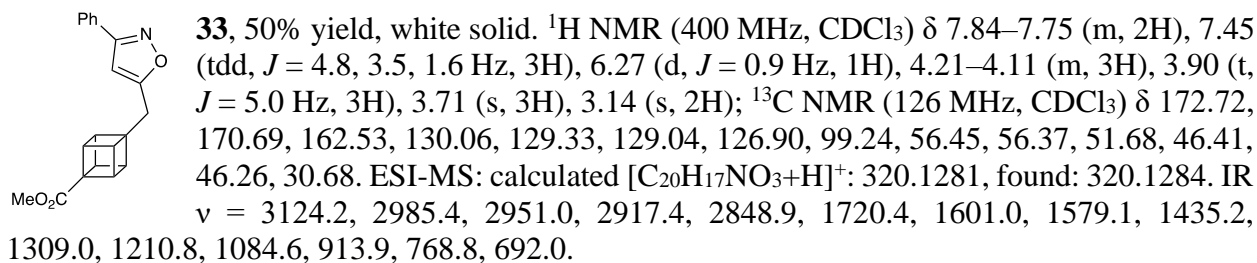 Ph
N
O
MeO₂C
33, 50% yield, white solid. ¹H NMR (400 MHz, CDCl₃) δ 7.84–7.75 (m, 2H), 7.45
(tdd, J = 4.8, 3.5, 1.6 Hz, 3H), 6.27 (d, J = 0.9 Hz, 1H), 4.21–4.11 (m, 3H), 3.90 (t,
J = 5.0 Hz, 3H), 3.71 (s, 3H), 3.14 (s, 2H); ¹³C NMR (126 MHz, CDCl₃) δ 172.72,
170.69, 162.53, 130.06, 129.33, 129.04, 126.90, 99.24, 56.45, 56.37, 51.68, 46.41,
46.26, 30.68. ESI-MS: calculated [C₂₀H₁₇NO₃+H]⁺: 320.1281, found: 320.1284. IR
ν = 3124.2, 2985.4, 2951.0, 2917.4, 2848.9, 1720.4, 1601.0, 1579.1, 1435.2,
1309.0, 1210.8, 1084.6, 913.9, 768.8, 692.0.